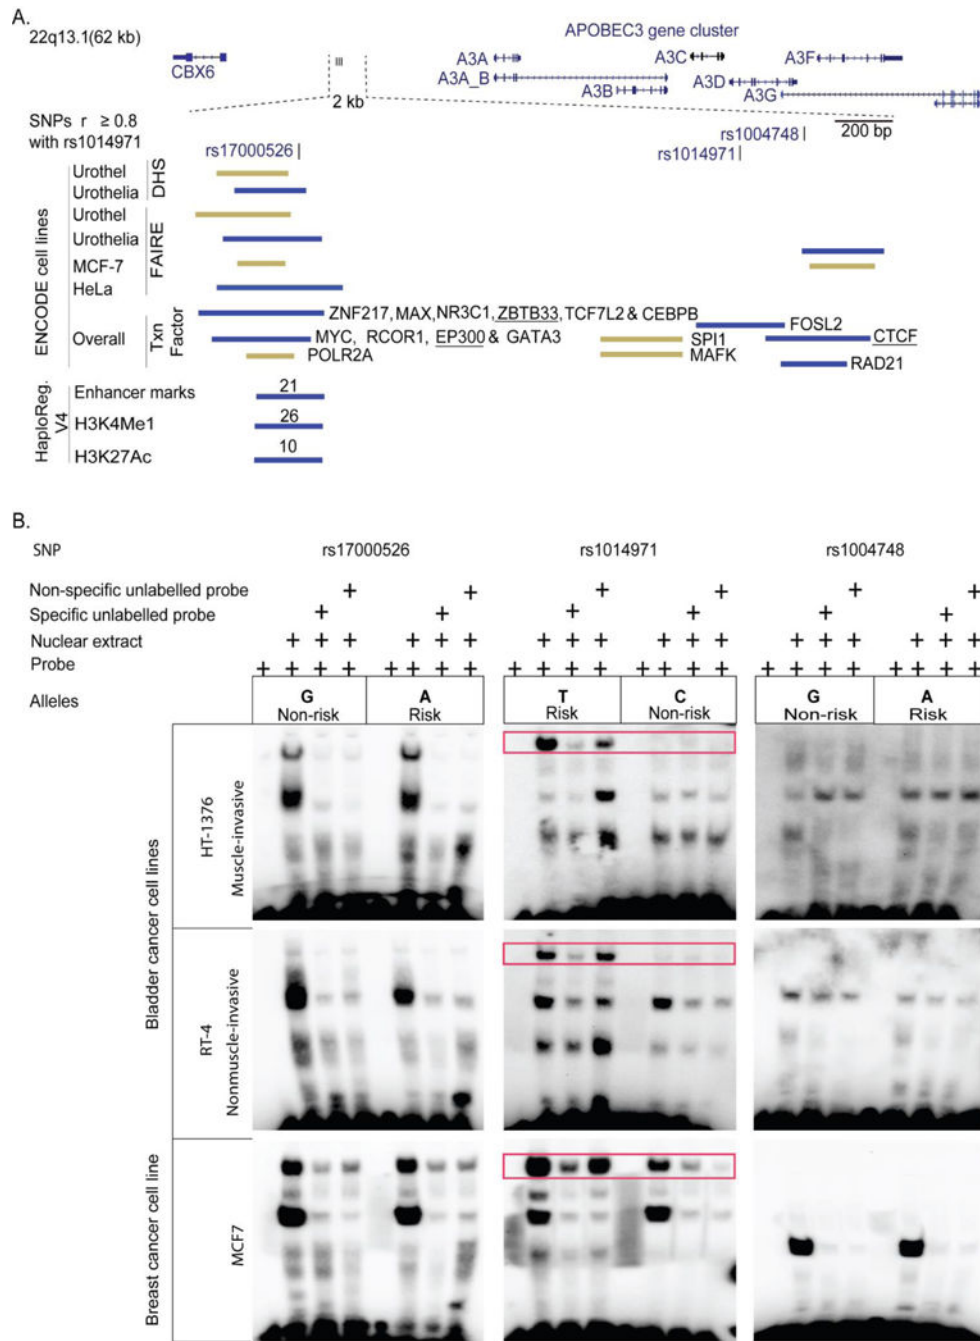 A.
22q13.1(62 kb)
APOBEC3 gene cluster
CBX6
A3A
A3C
A3F
A3A_B
A3D
A3B
A3G
2 kb
200 bp
SNPs r ≥ 0.8
with rs1014971
rs1004748
rs17000526
rs1014971
ENCODE cell lines
DHS
Urothel
Urothelia
FAIRE
Urothel
Urothelia
MCF-7
HeLa
Txn
Factor
Overall
ZNF217, MAX, NR3C1, ZBTB33, TCF7L2 & CEBPB
FOSL2
MYC, RCOR1, EP300 & GATA3
SPI1
CTCF
POLR2A
MAFK
RAD21
HaploReg.
V4
Enhancer marks
21
H3K4Me1
26
H3K27Ac
10
B.
SNP rs17000526 rs1014971 rs1004748
Non-specific unlabelled probe + + + + + +
Specific unlabelled probe + + + + + +
Nuclear extract + + + + + + + + + + + + + + + + + +
Probe + + + + + + + + + + + + + + + + + + + + + + + +
Alleles G A T C G A
Non-risk Risk Risk Non-risk Non-risk Risk
Bladder cancer cell lines
HT-1376
Muscle-invasive
RT-4
Nonmuscle-invasive
Breast cancer cell line
MCF7